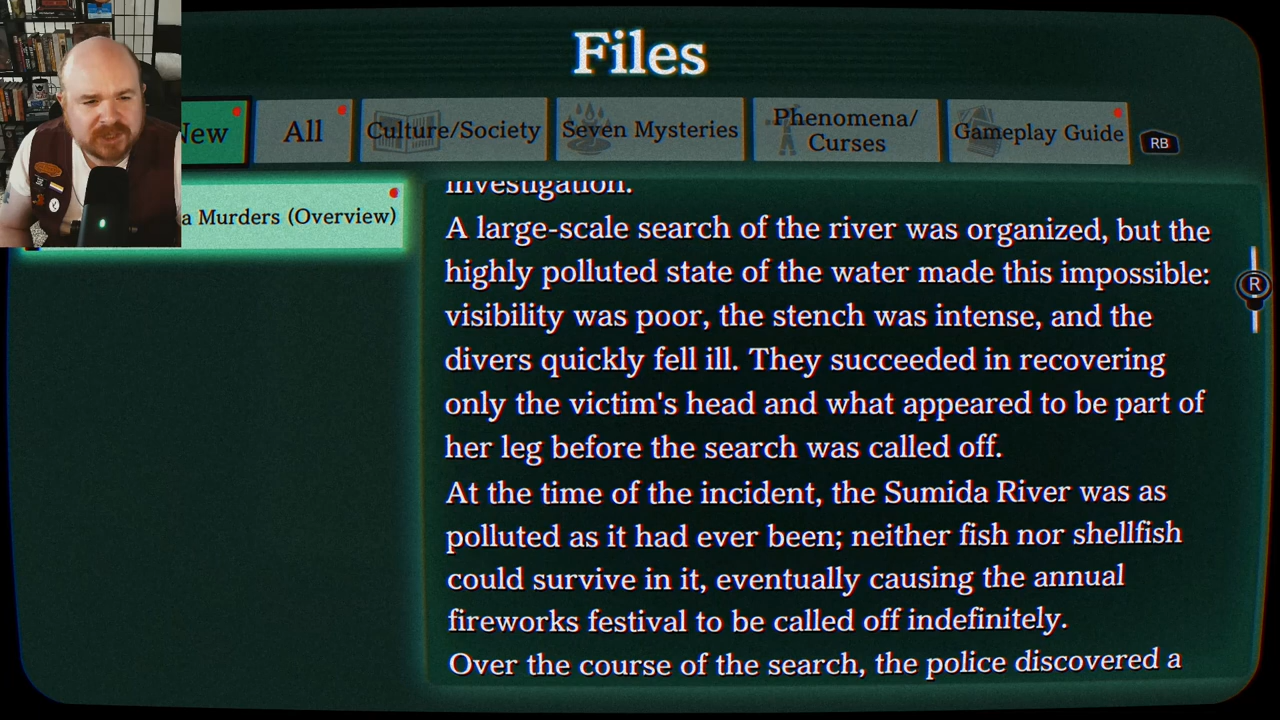 Files
New
All
Culture/Society
Seven Mysteries
Phenomena/
Curses
Gameplay Guide
RB
a Murders (Overview)
investigation.
A large-scale search of the river was organized, but the
highly polluted state of the water made this impossible:
visibility was poor, the stench was intense, and the
divers quickly fell ill. They succeeded in recovering
only the victim's head and what appeared to be part of
her leg before the search was called off.
At the time of the incident, the Sumida River was as
polluted as it had ever been; neither fish nor shellfish
could survive in it, eventually causing the annual
fireworks festival to be called off indefinitely.
Over the course of the search, the police discovered a
R